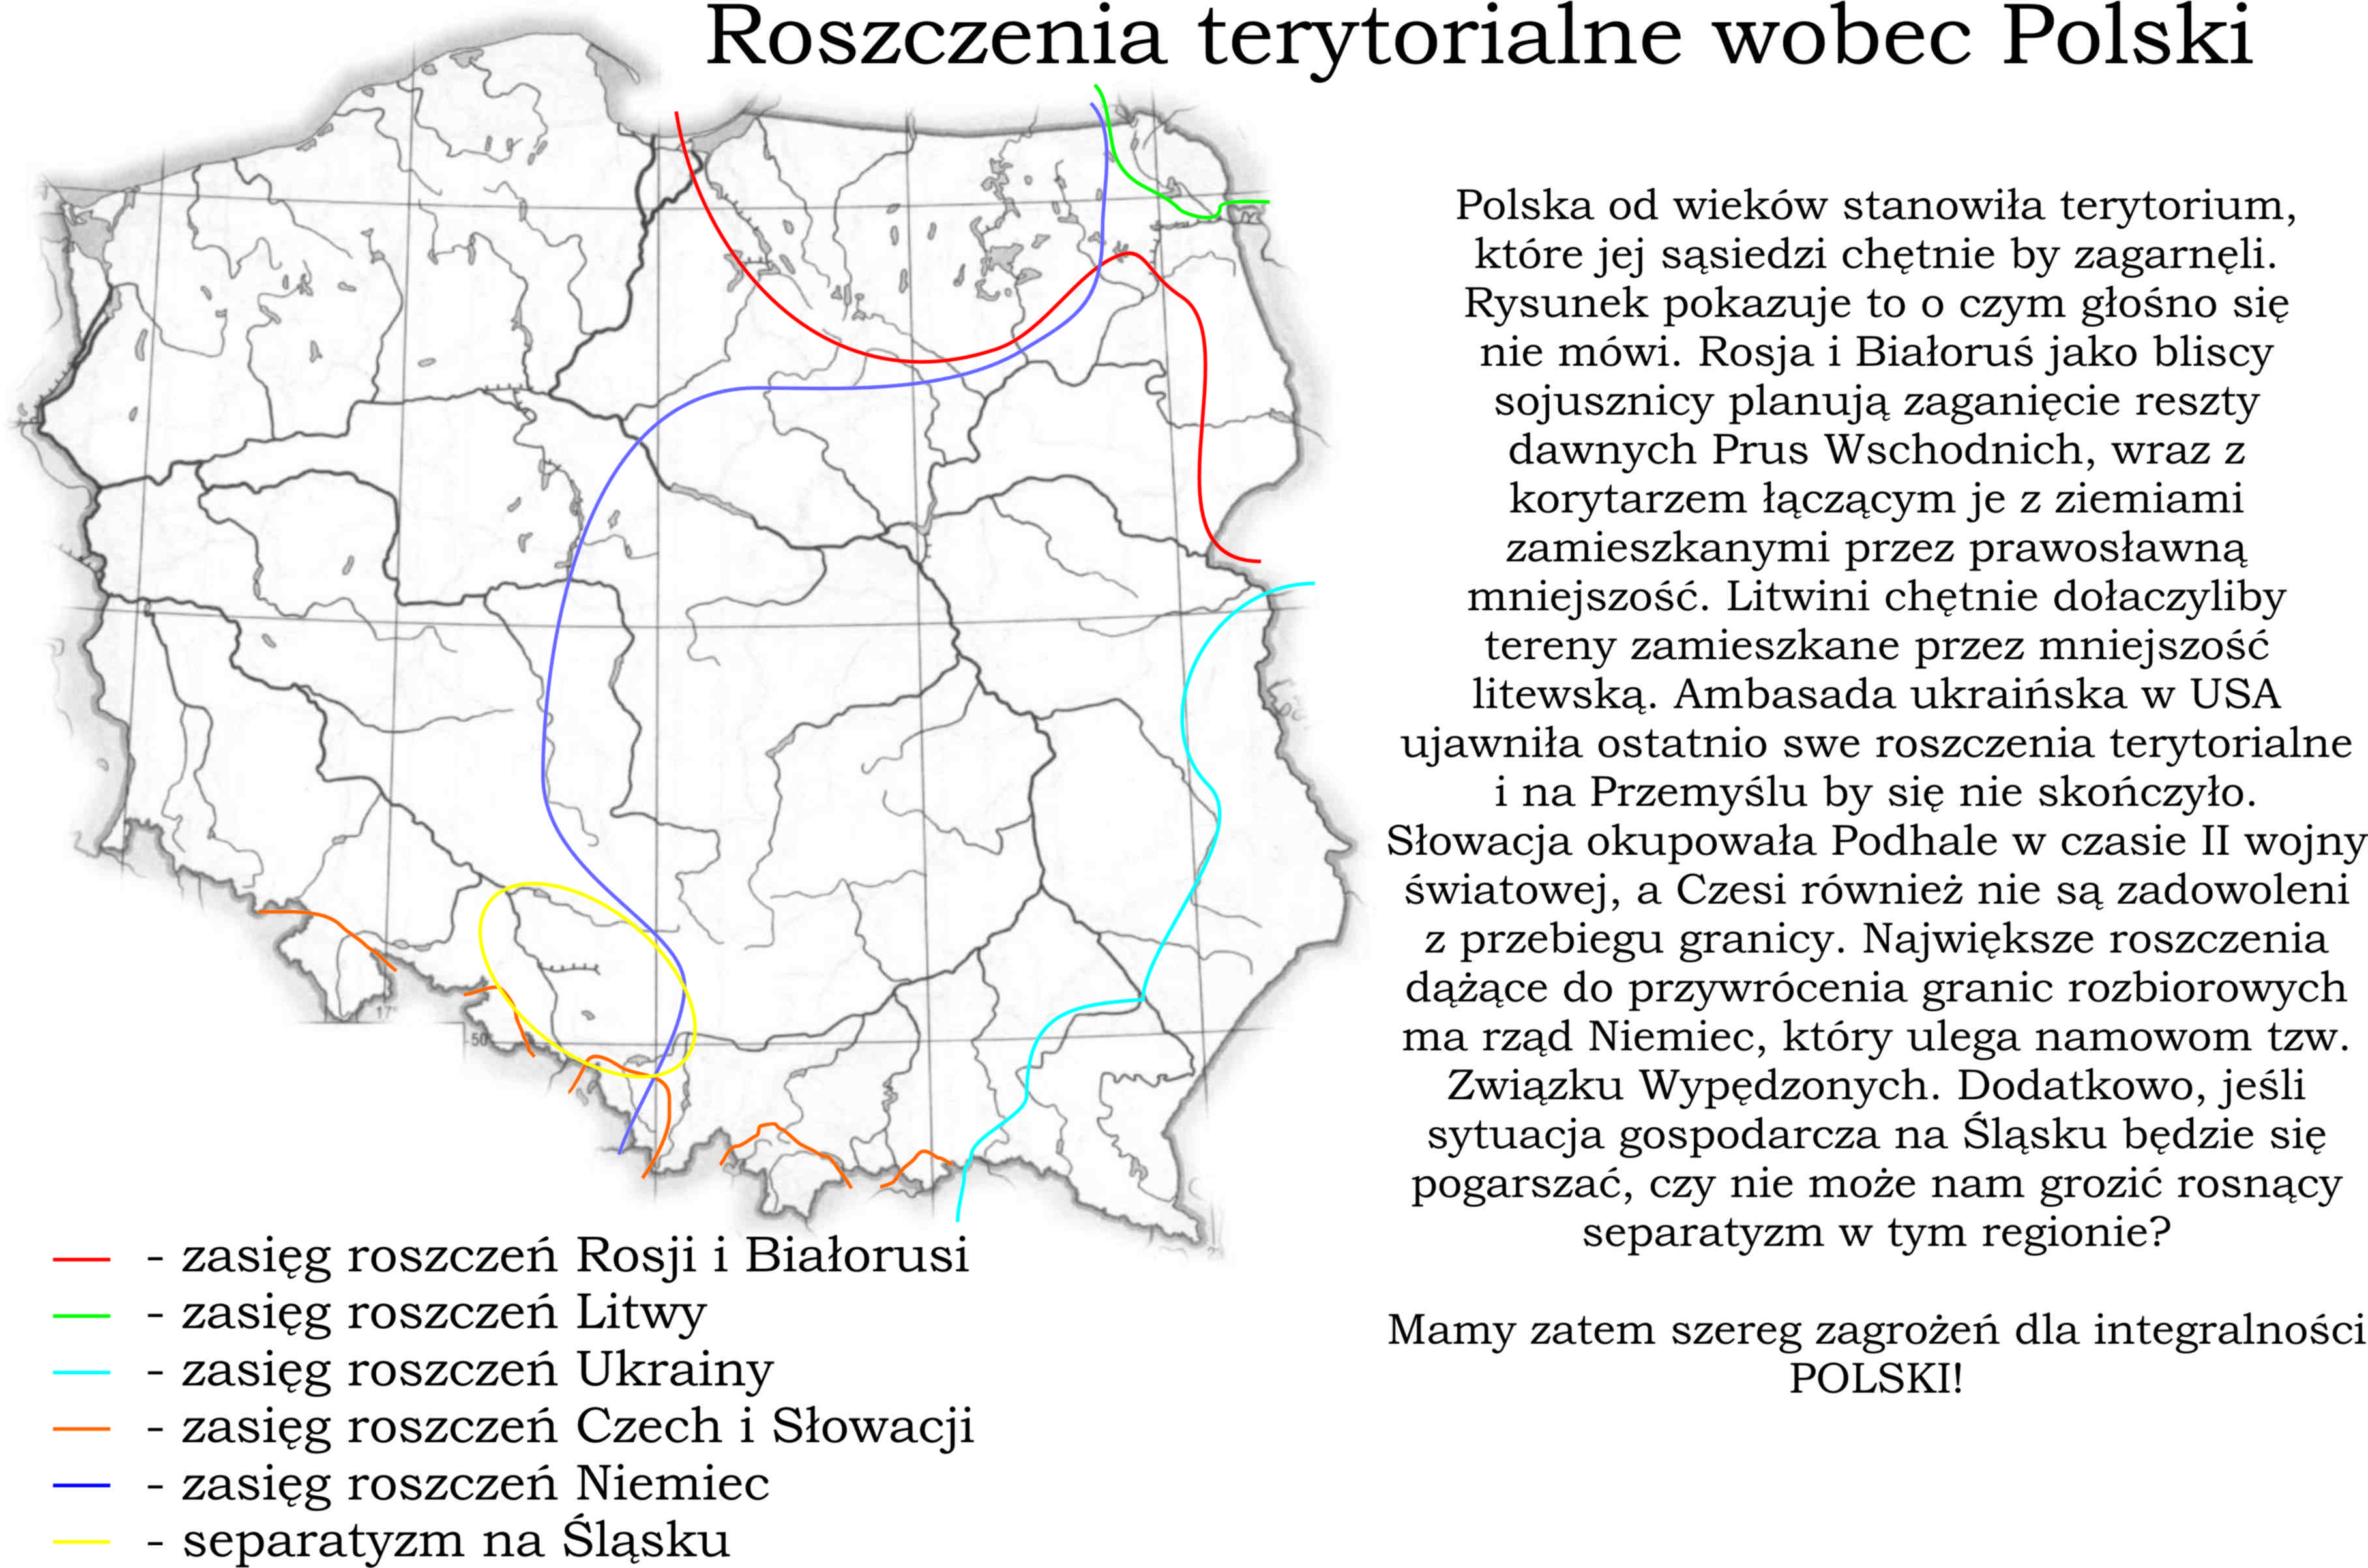 Roszczenia terytorialne wobec Polski
Polska od wieków stanowiła terytorium,
które jej sąsiedzi chętnie by zagarnęli.
Rysunek pokazuje to o czym głośno się
nie mówi. Rosja i Białoruś jako bliscy
sojusznicy planują zaganięcie reszty
dawnych Prus Wschodnich, wraz z
korytarzem łączącym je z ziemiami
zamieszkanymi przez prawosławną
mniejszość. Litwini chętnie dołaczyliby
tereny zamieszkane przez mniejszość
litewską. Ambasada ukraińska w USA
ujawniła ostatnio swe roszczenia terytorialne
i na Przemyślu by się nie skończyło.
Słowacja okupowała Podhale w czasie II wojny
światowej, a Czesi również nie są zadowoleni
z przebiegu granicy. Największe roszczenia
dążące do przywrócenia granic rozbiorowych
ma rząd Niemiec, który ulega namowom tzw.
Związku Wypędzonych. Dodatkowo, jeśli
sytuacja gospodarcza na Śląsku będzie się
pogarszać, czy nie może nam grozić rosnący
separatyzm w tym regionie?
Mamy zatem szereg zagrożeń dla integralności
POLSKI!
17°
50
- zasięg roszczeń Rosji i Białorusi
- zasięg roszczeń Litwy
- zasięg roszczeń Ukrainy
- zasięg roszczeń Czech i Słowacji
- zasięg roszczeń Niemiec
- separatyzm na Śląsku